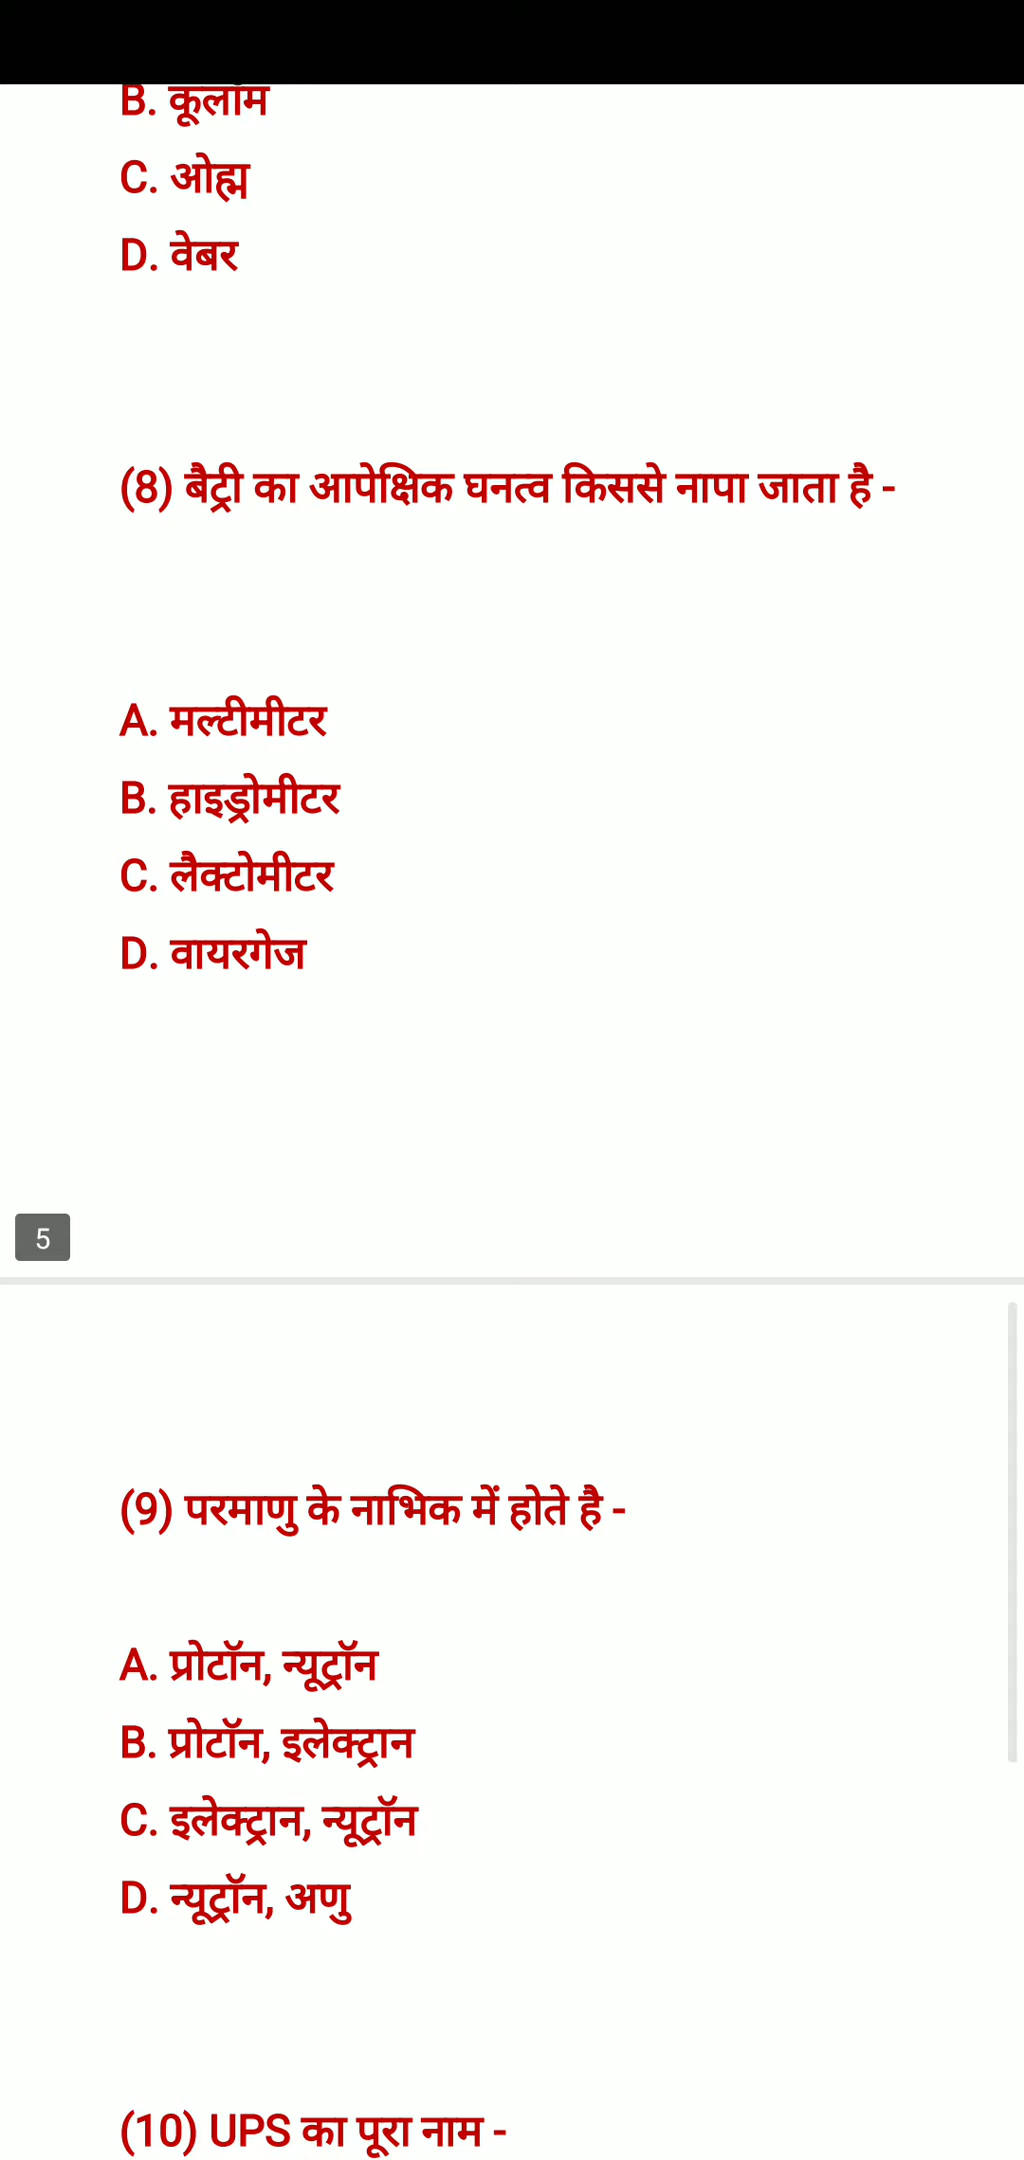 B. कूलॉम
C. ओह्म
D. वेबर
(8) बैट्री का आपेक्षिक घनत्व किससे नापा जाता है -
A. मल्टीमीटर
B. हाइड्रोमीटर
C. लैक्टोमीटर
D. वायरगेज
5
(9) परमाणु के नाभिक में होते है -
A. प्रोटॉन, न्यूट्रॉन
B. प्रोटॉन, इलेक्ट्रान
C. इलेक्ट्रान, न्यूट्रॉन
D. न्यूट्रॉन, अणु
(10) UPS का पूरा नाम -